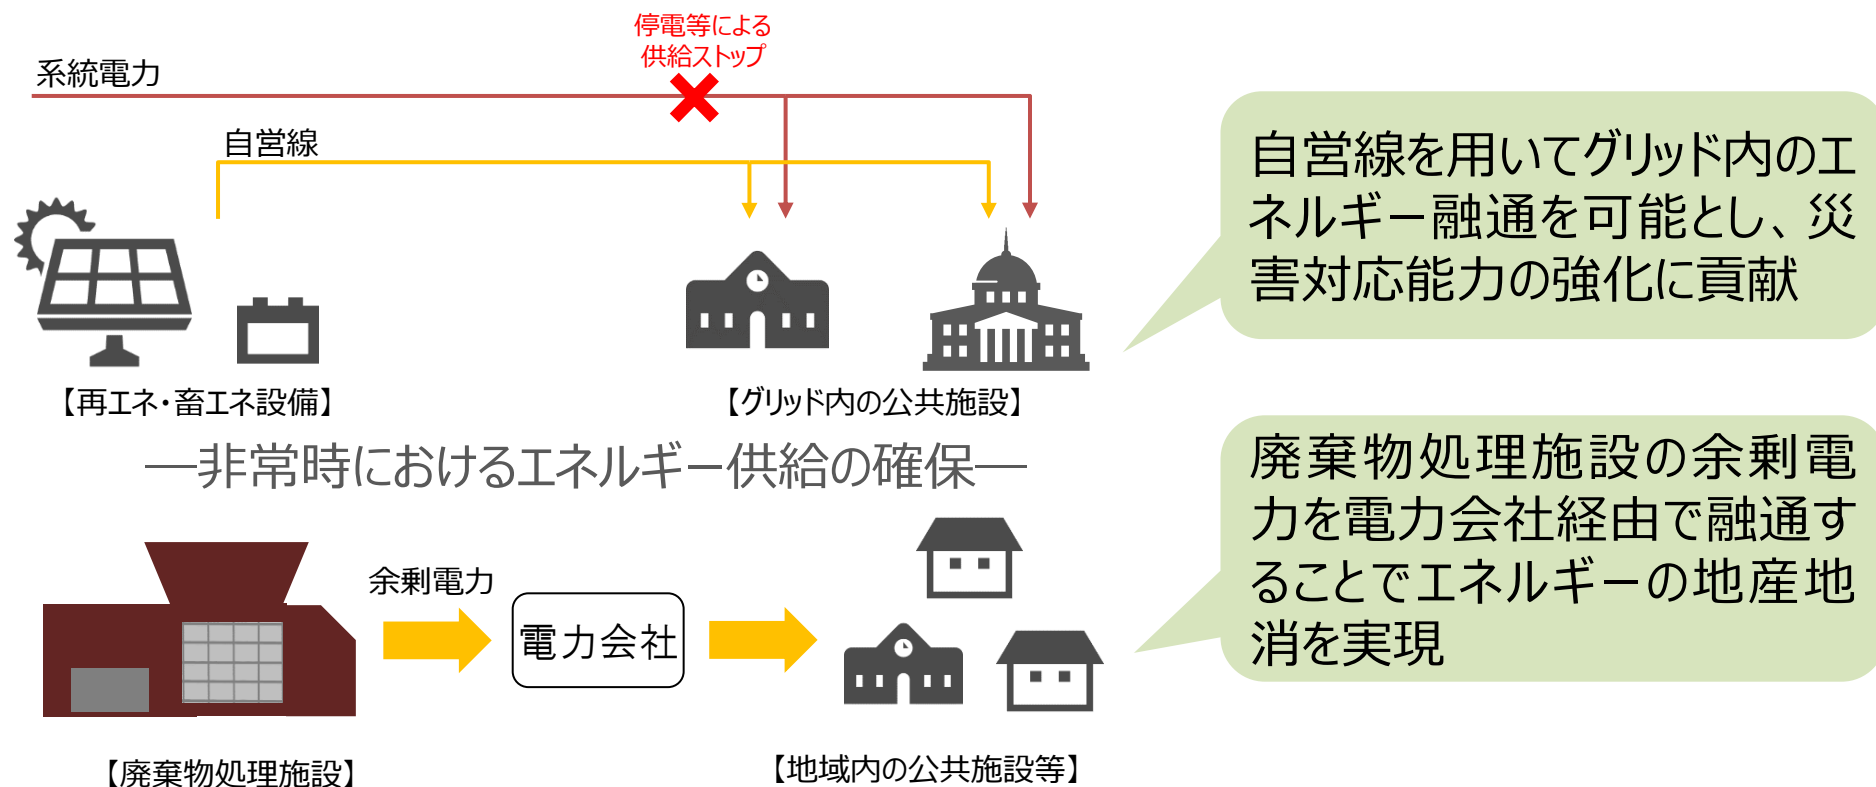 停電等による
供給ストップ
系統電力
自営線
自営線を用いてグリッド内のエ
ネルギー融通を可能とし、災
害対応能力の強化に貢献
【再エネ・畜エネ設備】
【グリッド内の公共施設】
―非常時におけるエネルギー供給の確保―
廃棄物処理施設の余剰電
力を電力会社経由で融通す
ることでエネルギーの地産地
消を実現
余剰電力
電力会社
【廃棄物処理施設】
【地域内の公共施設等】